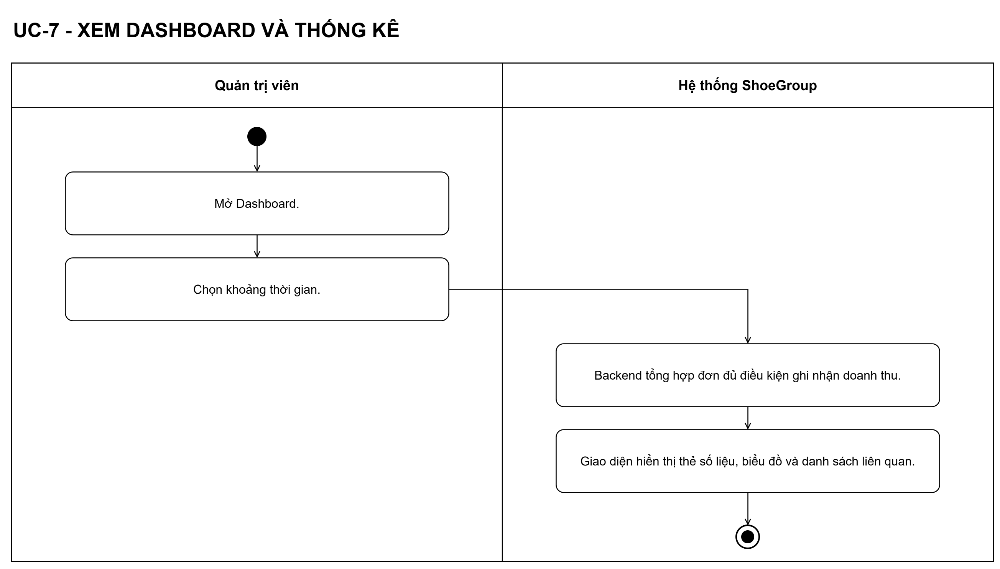 UC-7 - XEM DASHBOARD VÀ THỐNG KÊ
Quản trị viên
Hệ thống ShoeGroup
Mở Dashboard.
Chọn khoảng thời gian.
Backend tổng hợp đơn đủ điều kiện ghi nhận doanh thu.
Giao diện hiển thị thẻ số liệu, biểu đồ và danh sách liên quan.